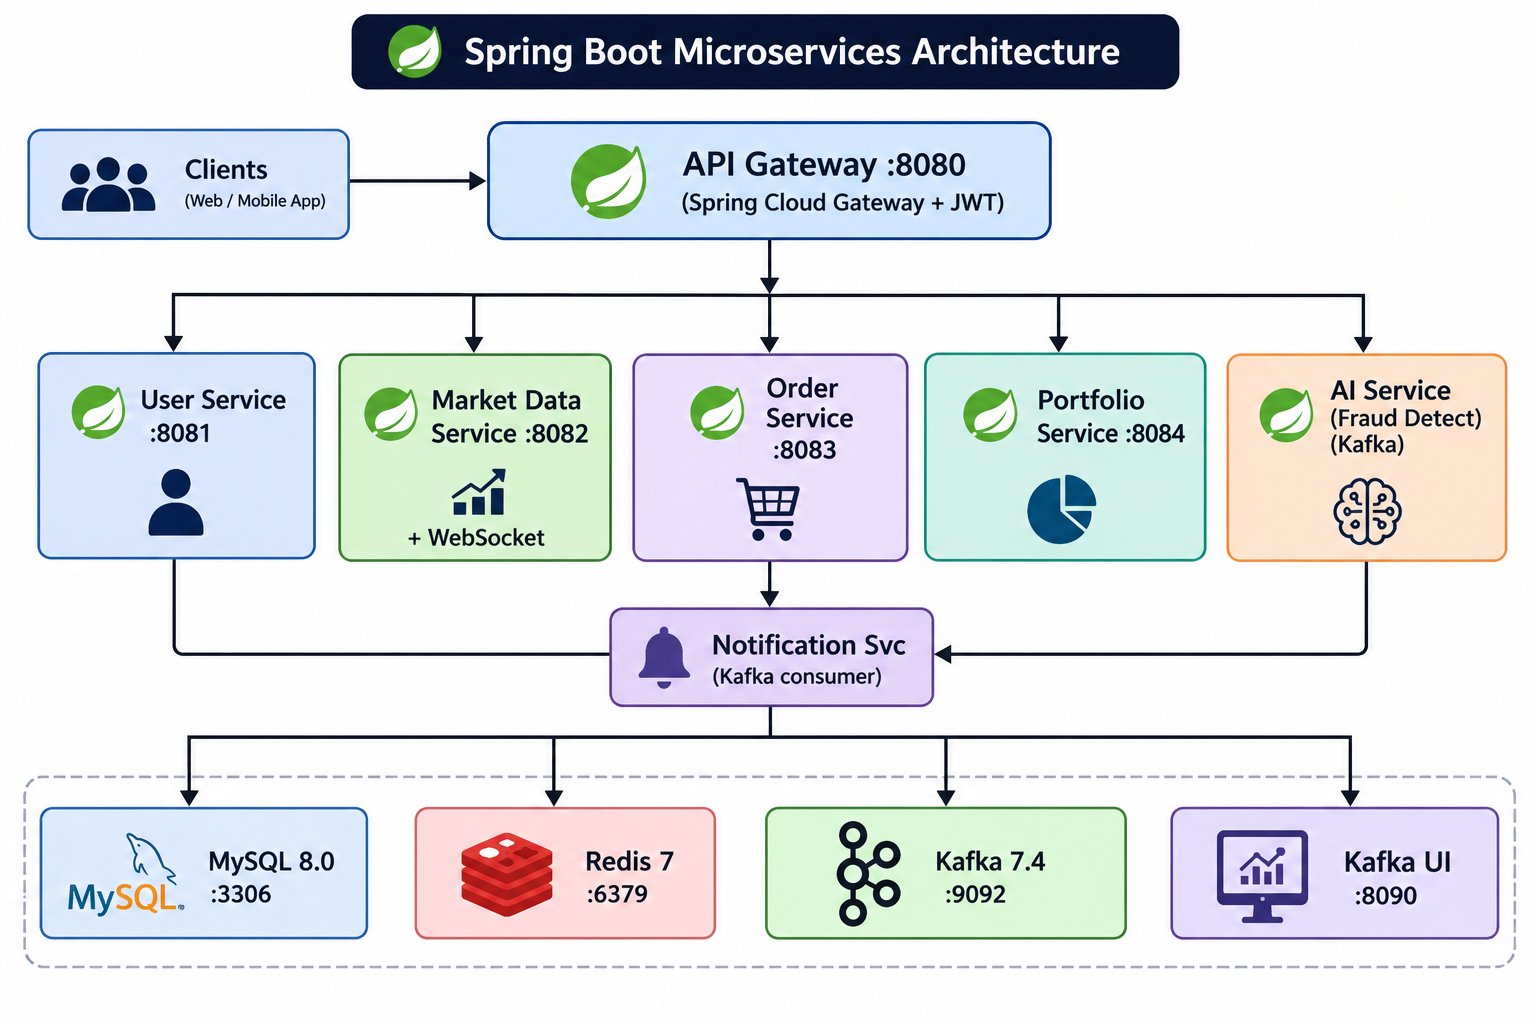 Spring Boot Microservices Architecture
Clients
(Web / Mobile App)
API Gateway :8080
(Spring Cloud Gateway + JWT)
User Service
:8081
Market Data
Service :8082
+ WebSocket
Order
Service
:8083
Portfolio
Service :8084
AI Service
(Fraud Detect)
(Kafka)
Notification Svc
(Kafka consumer)
MySQL
MySQL 8.0
:3306
Redis 7
:6379
Kafka 7.4
:9092
Kafka UI
:8090